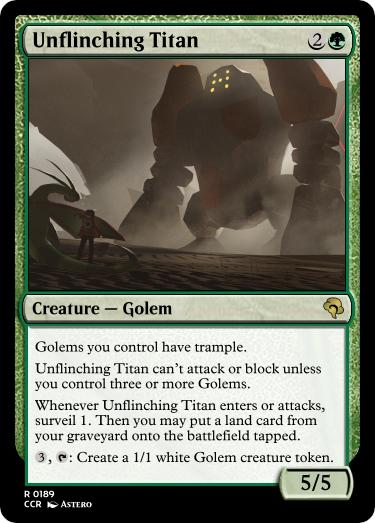 Unflinching Titan 2
Creature — Golem
Golems you control have trample.
Unflinching Titan can't attack or block unless
you control three or more Golems.
Whenever Unflinching Titan enters or attacks,
surveil 1. Then you may put a land card from
your graveyard onto the battlefield tapped.
3, : Create a 1/1 white Golem creature token.
5/5
R 0189
CCR Astero